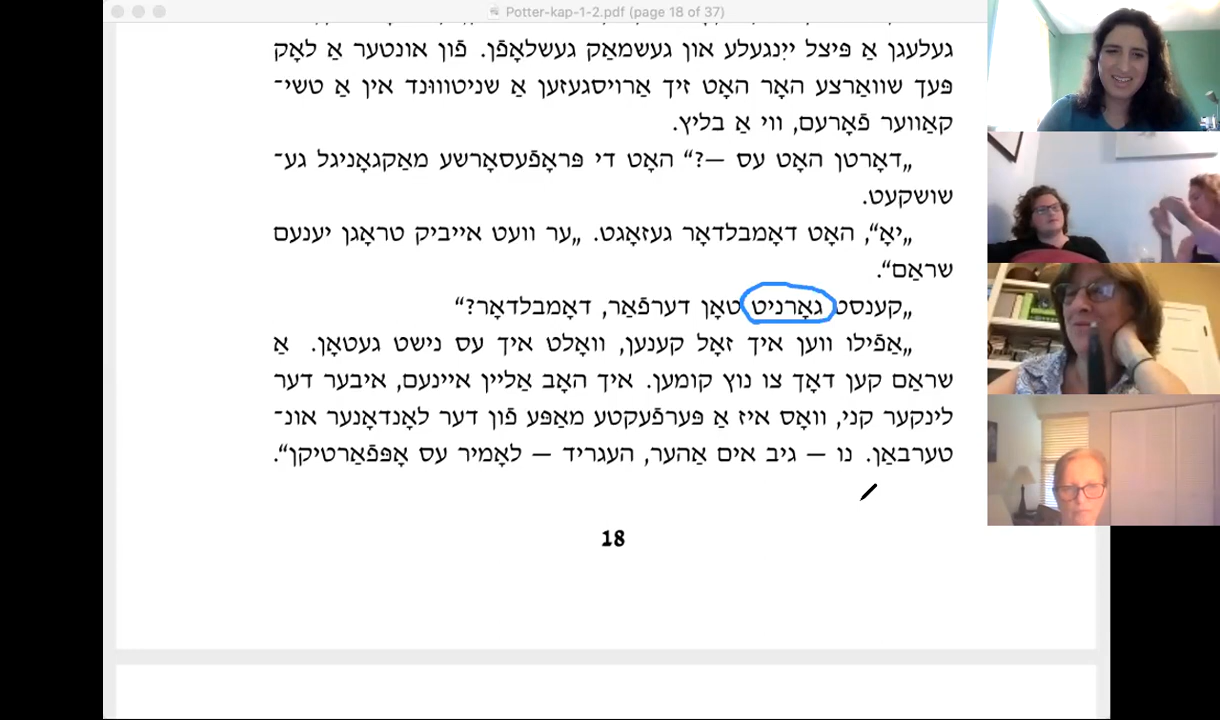 Potter-kap-1-2.pdf (page 18 of 37)
געלעגן אַ פּיצל ייִנגעלע און געשמאַק געשלאָפֿן. פֿון אונטער אַ לאָק
פּעך שוואַרצע האָר האָט זיך אַרויסגעזען אַ שניטוווּנד אין אַ טשי־
קאַווער פֿאָרעם, ווי אַ בליץ.
„דאָרטן האָט עס —?“ האָט די פּראָפֿעסאָרשע מאַקגאָניגל גע־
שושקעט.
„יאָ“, האָט דאָמבלדאָר געזאָגט. „ער וועט אייביק טראָגן יענעם
שראַם“.
„קענסט גאָרניט טאָן דערפֿאַר, דאָמבלדאָר?“
„אַפֿילו ווען איך זאָל קענען, וואָלט איך עס נישט געטאָן. אַ
שראַם קען דאָך צו נוץ קומען. איך האָב אַליין איינעם, איבער דער
לינקער קני, וואָס איז אַ פּערפֿעקטע מאַפּע פֿון דער לאָנדאָנער אונ־
טערבאַן. נו — גיב אים אַהער, העגריד — לאָמיר עס אָפּפֿאַרטיקן“.
18